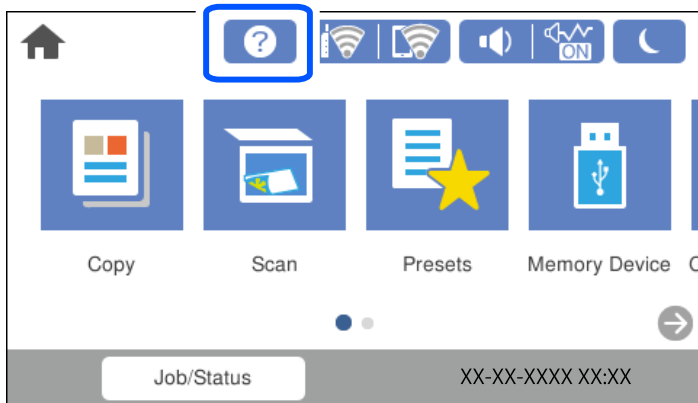 ?
ON
Copy Scan Presets Memory Device C
Job/Status XX-XX-XXXX XX:XX